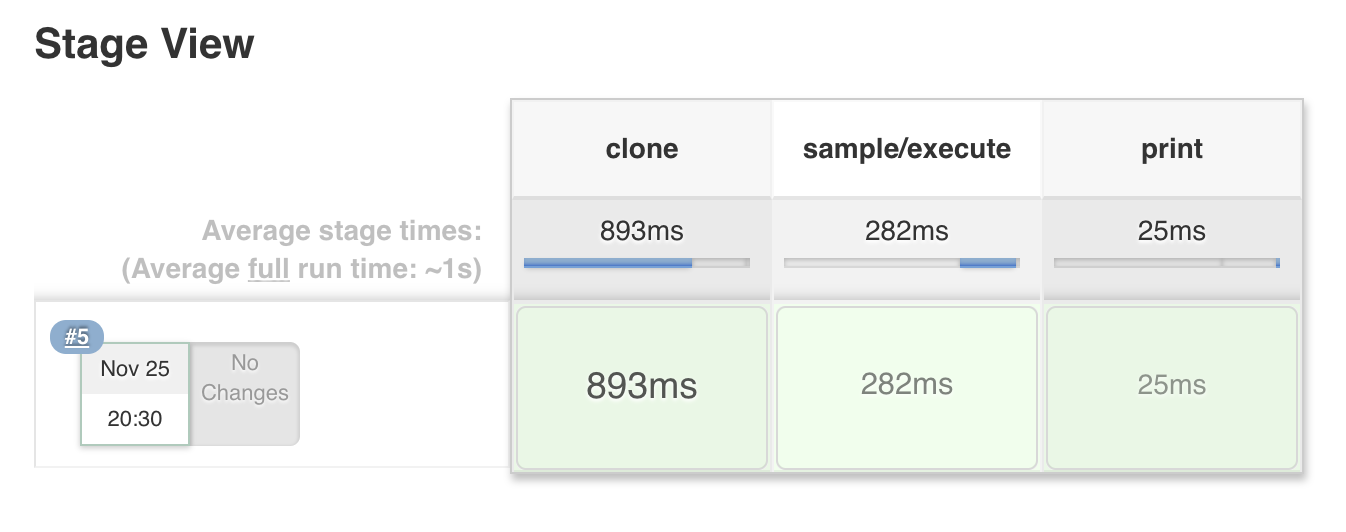 Stage View
clone sample/execute print
Average stage times: 893ms 282ms 25ms
(Average full run time: ~1s)
#5
Nov 25 No
Changes
20:30
893ms 282ms 25ms